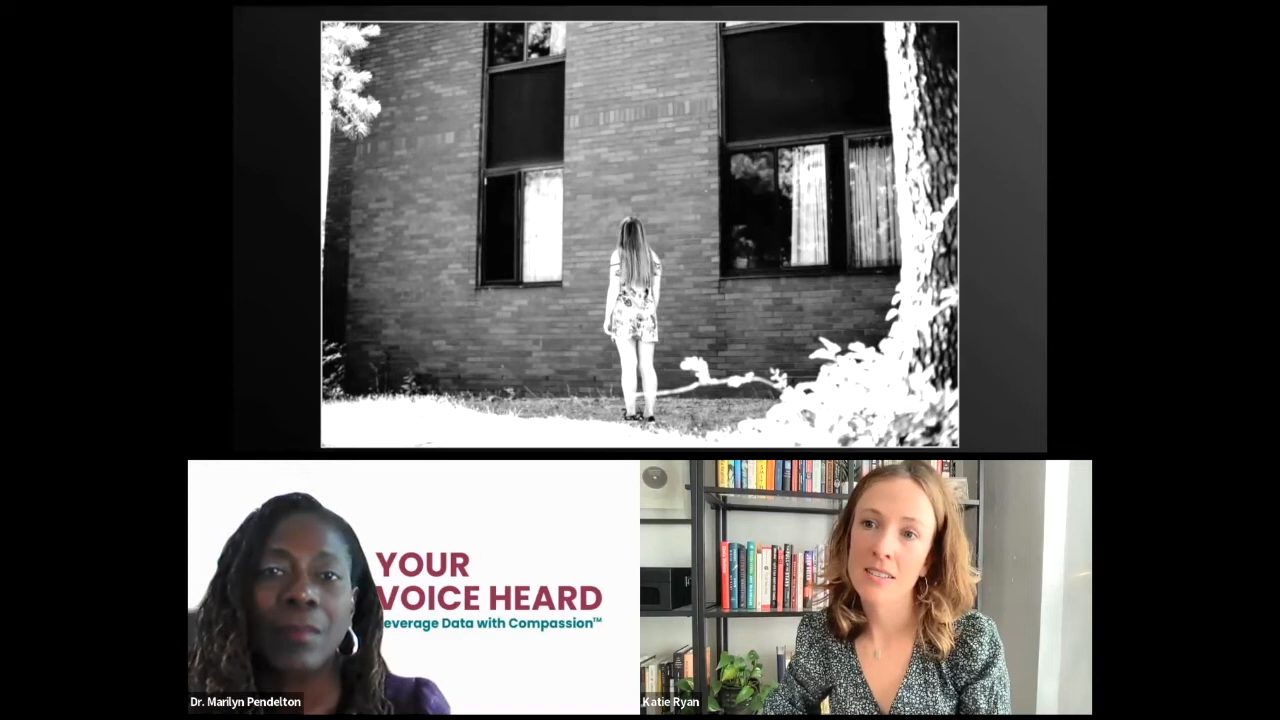 YOUR
VOICE HEARD
everage Data with Compassion™
Dr. Marilyn Pendelton
Katie Ryan